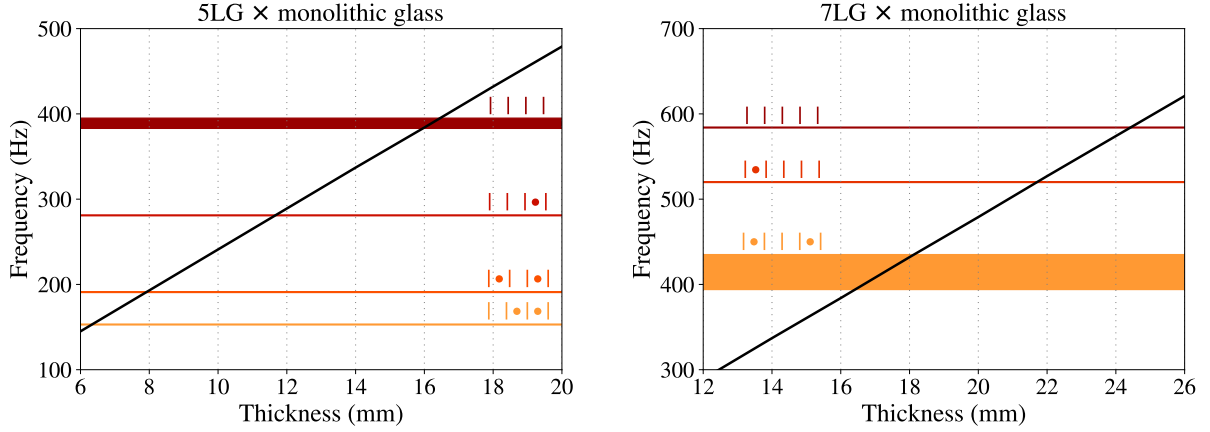 5LG × monolithic glass
Frequency (Hz)
500
400
300
200
100
6 8 10 12 14 16 18 20
Thickness (mm)
7LG × monolithic glass
Frequency (Hz)
700
600
500
400
300
12 14 16 18 20 22 24 26
Thickness (mm)